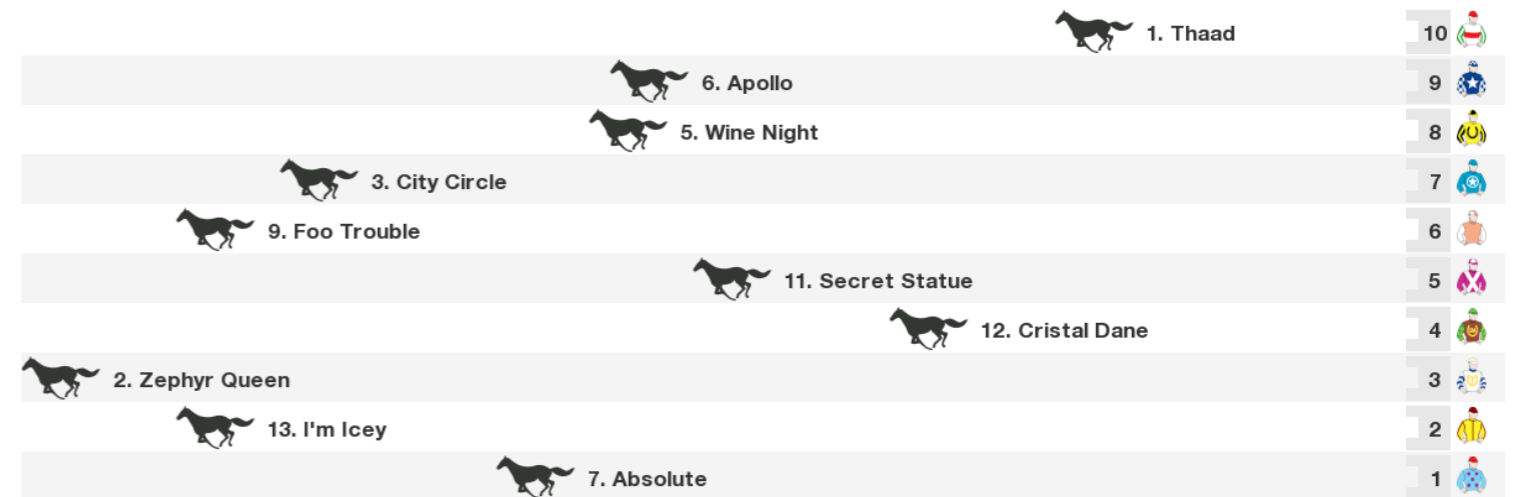 1. Thaad 10
6. Apollo 9
5. Wine Night 8
3. City Circle 7
9. Foo Trouble 6
11. Secret Statue 5
12. Cristal Dane 4
2. Zephyr Queen 3
13. I'm Icey 2
7. Absolute 1